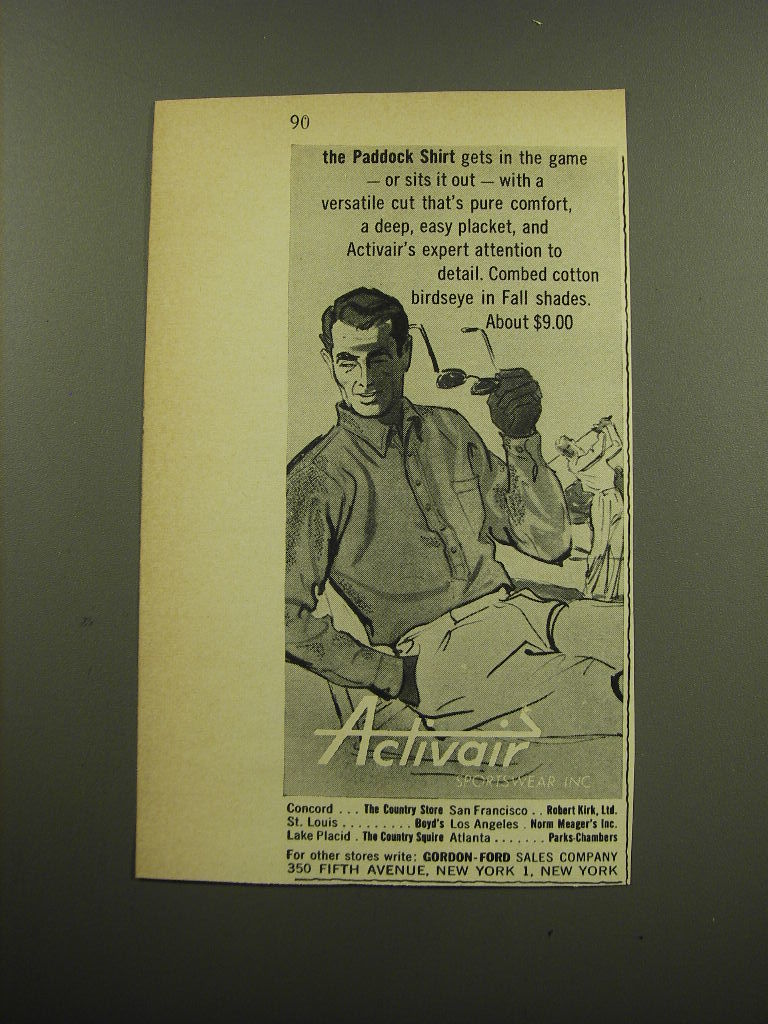 90
the Paddock Shirt gets in the game
— or sits it out — with a
versatile cut that's pure comfort,
a deep, easy placket, and
Activair's expert attention to
detail. Combed cotton
birdseye in Fall shades.
About $9.00
Activair
SPORTSWEAR INC
Concord . . . The Country Store San Francisco . . Robert Kirk, Ltd.
St. Louis . . . . . . . . . Boyd's Los Angeles . Norm Meager's Inc.
Lake Placid . The Country Squire Atlanta . . . . . . . Parks-Chambers
For other stores write: GORDON-FORD SALES COMPANY
350 FIFTH AVENUE, NEW YORK 1, NEW YORK